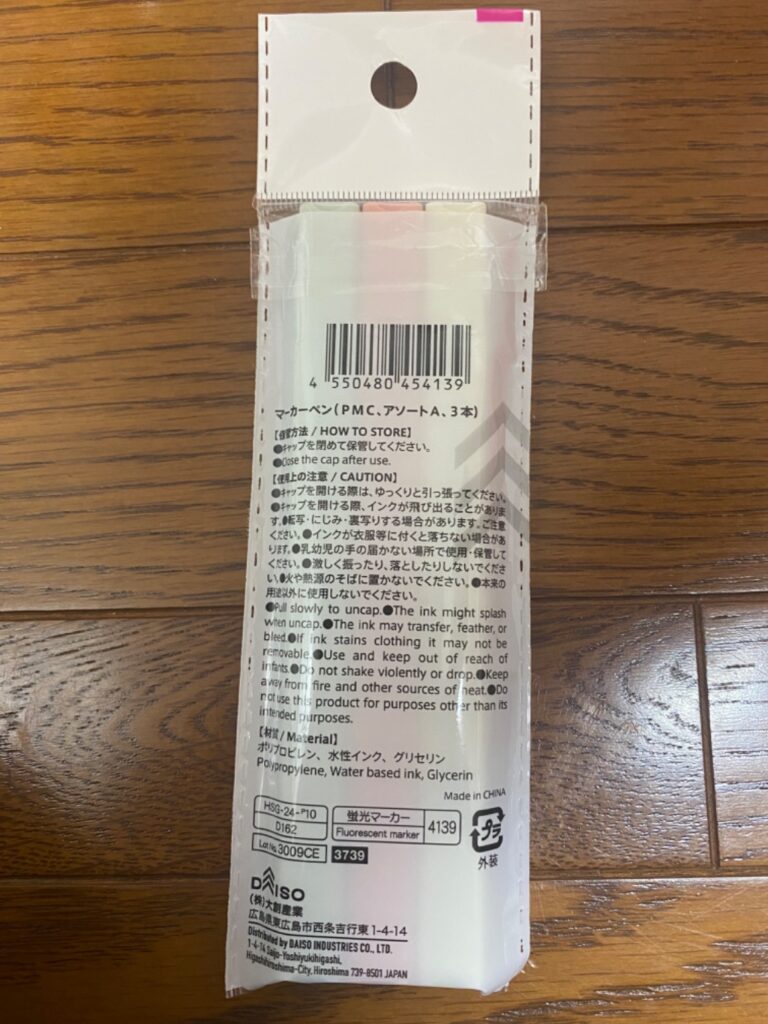 4 550480 454139
マーカーペン(PMC、アソートA、3本)
【保管方法 / HOW TO STORE】
●キャップを閉めて保管してください。
●Close the cap after use.
【使用上の注意 / CAUTION】
●キャップを開ける際は、ゆっくりと引っ張ってください。
●キャップを開ける際、インクが飛び出ることがありま
す。●転写・にじみ・裏写りする場合があります。ご注意
ください。●インクが衣服等に付くと落ちない場合があ
ります。●乳幼児の手の届かない場所で使用・保管して
ください。●激しく振ったり、落としたりしないでくださ
い。●火や熱源のそばに置かないでください。●本来の
用途以外に使用しないでください。
●Pull slowly to uncap.●The ink might splash
when uncap.●The ink may transfer, feather, or
bleed.●If ink stains clothing it may not be
removable.●Use and keep out of reach of
infants.●Do not shake violently or drop.●Keep
away from fire and other sources of heat.●Do
not use this product for purposes other than its
intended purposes.
【材質 / Material】
ポリプロピレン、水性インク、グリセリン
Polypropylene, Water based ink, Glycerin
Made in CHINA
HSG-24-P10
D162
Lot No. 3009CE
蛍光マーカー
Fluorescent marker
4139
3739
プラ
外装
DAISO
(株)大創産業
広島県東広島市西条吉行東1-4-14
Distributed by DAISO INDUSTRIES CO., LTD.
1-4-14 Saijo-Yoshiyukihigashi,
Higashihiroshima-City, Hiroshima 739-8501 JAPAN